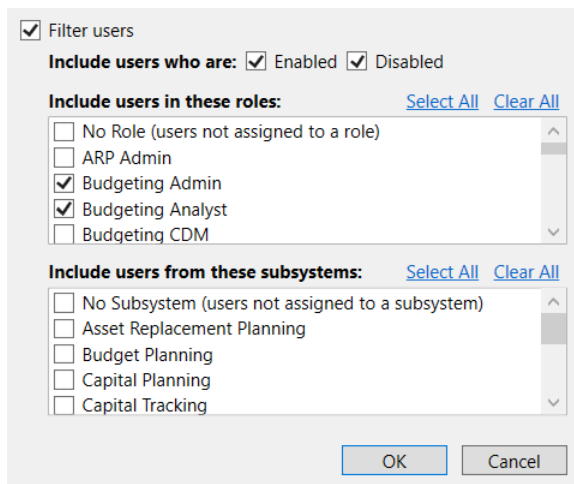 Filter users
Include users who are: Enabled Disabled
Include users in these roles: Select All Clear All
No Role (users not assigned to a role)
ARP Admin
Budgeting Admin
Budgeting Analyst
Budgeting CDM
Include users from these subsystems: Select All Clear All
No Subsystem (users not assigned to a subsystem)
Asset Replacement Planning
Budget Planning
Capital Planning
Capital Tracking
OK Cancel